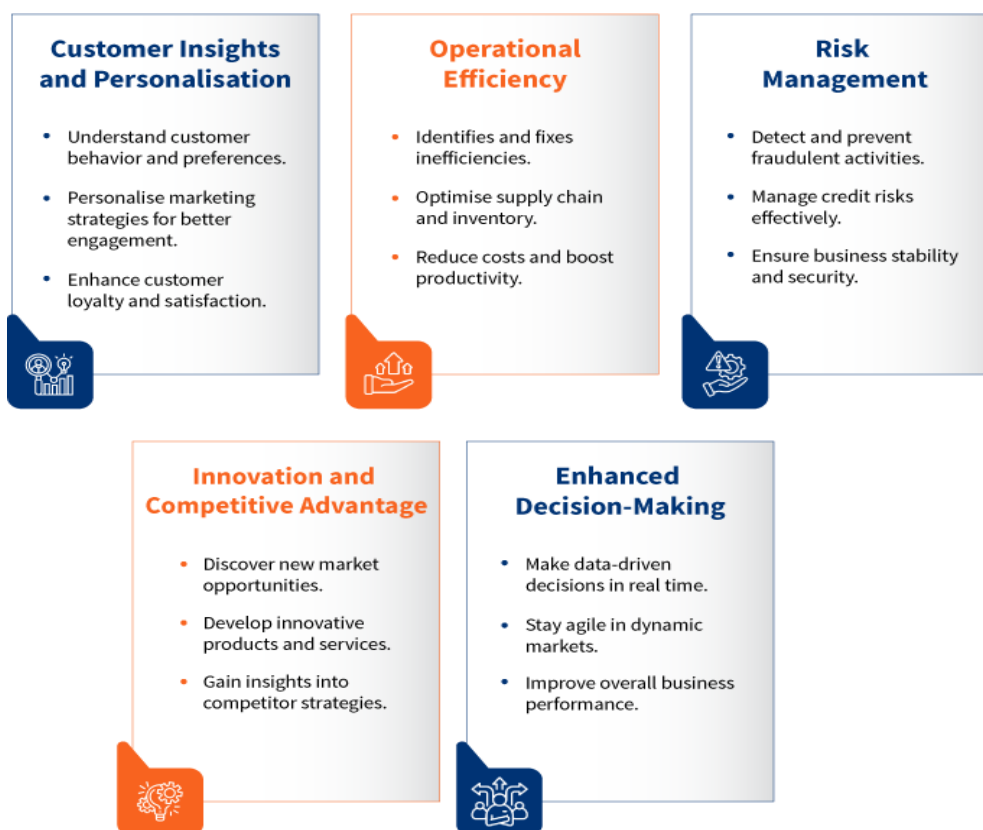 Customer Insights
and Personalisation
• Understand customer
behavior and preferences.
• Personalise marketing
strategies for better
engagement.
• Enhance customer
loyalty and satisfaction.
Operational
Efficiency
• Identifies and fixes
inefficiencies.
• Optimise supply chain
and inventory.
• Reduce costs and boost
productivity.
Risk
Management
• Detect and prevent
fraudulent activities.
• Manage credit risks
effectively.
• Ensure business stability
and security.
Innovation and
Competitive Advantage
• Discover new market
opportunities.
• Develop innovative
products and services.
• Gain insights into
competitor strategies.
Enhanced
Decision-Making
• Make data-driven
decisions in real time.
• Stay agile in dynamic
markets.
• Improve overall business
performance.